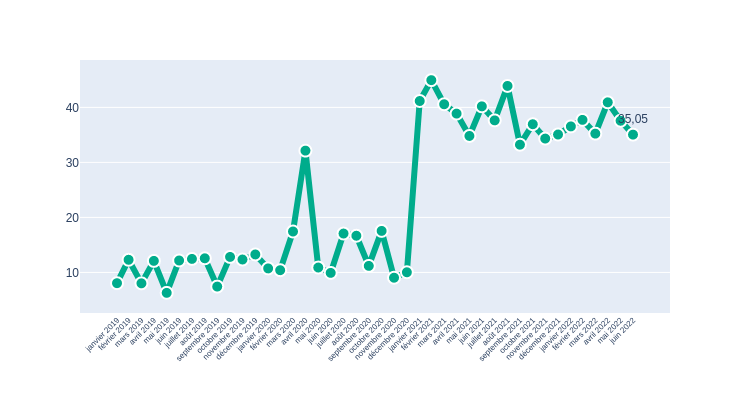 40
30
20
10
35,05
janvier 2019
février 2019
mars 2019
avril 2019
mai 2019
juin 2019
juillet 2019
août 2019
septembre 2019
octobre 2019
novembre 2019
décembre 2019
janvier 2020
février 2020
mars 2020
avril 2020
mai 2020
juin 2020
juillet 2020
août 2020
septembre 2020
octobre 2020
novembre 2020
décembre 2020
janvier 2021
février 2021
mars 2021
avril 2021
mai 2021
juin 2021
juillet 2021
août 2021
septembre 2021
octobre 2021
novembre 2021
décembre 2021
janvier 2022
février 2022
mars 2022
avril 2022
mai 2022
juin 2022